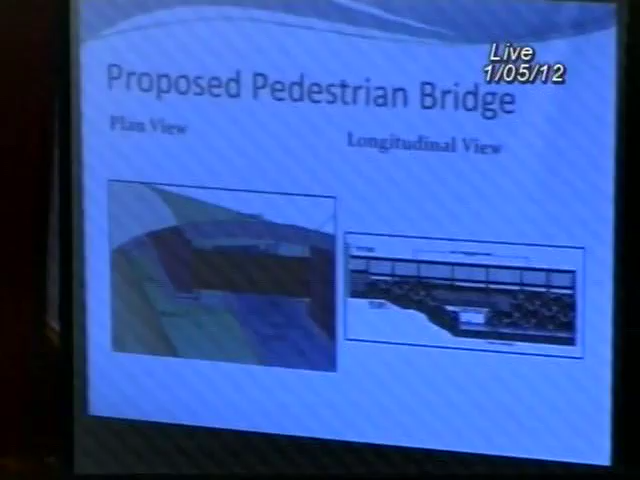 Live
1/05/12
Proposed Pedestrian Bridge
Plan View
Longitudinal View